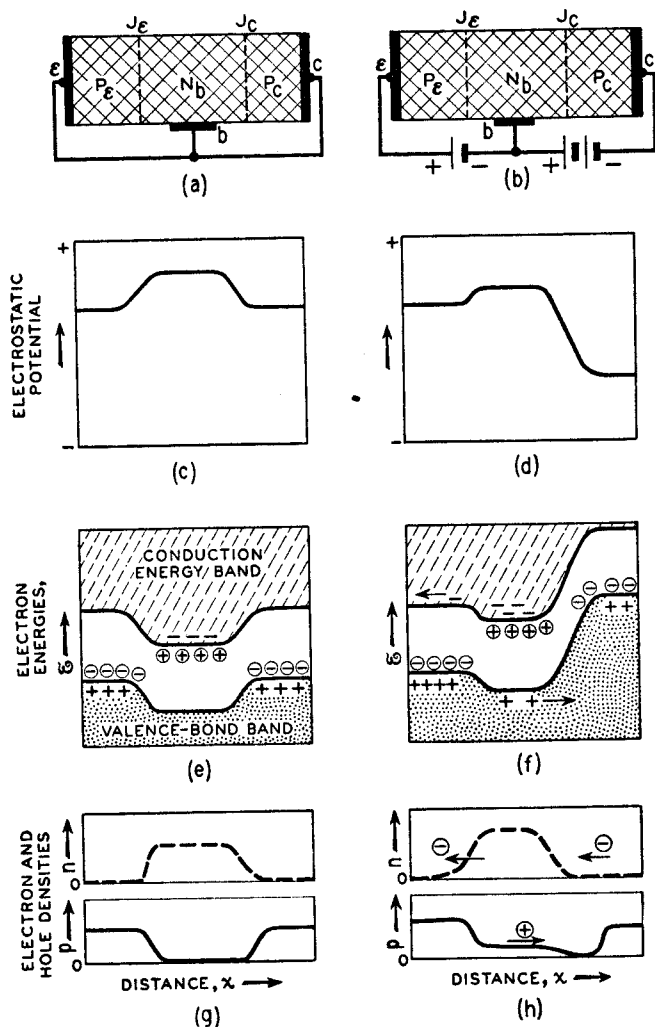 Jε Jc Jε Jc
ε c ε c
Pε Nb Pc Pε Nb Pc
b b
+ - + -
(a) (b)
+ +
ELECTROSTATIC
POTENTIAL
- -
(c) (d)
CONDUCTION
ENERGY BAND
ELECTRON
ENERGIES,
ℰ ℰ
- - - - - - - -
⊕ ⊕ ⊕ ⊕ ⊕ ⊕ ⊕ ⊕
⊖ ⊖ ⊖ ⊖ ⊖ ⊖ ⊖ ⊖ ⊖ ⊖ ⊖ ⊖ ⊖ ⊖ ⊖ ⊖
+ + + + + + + + + + + +
+ +
VALENCE-BOND BAND
(e) (f)
ELECTRON AND
HOLE DENSITIES
n n
⊖ ⊖
0 0
p p
⊕
0 0
DISTANCE, x DISTANCE, x
(g) (h)